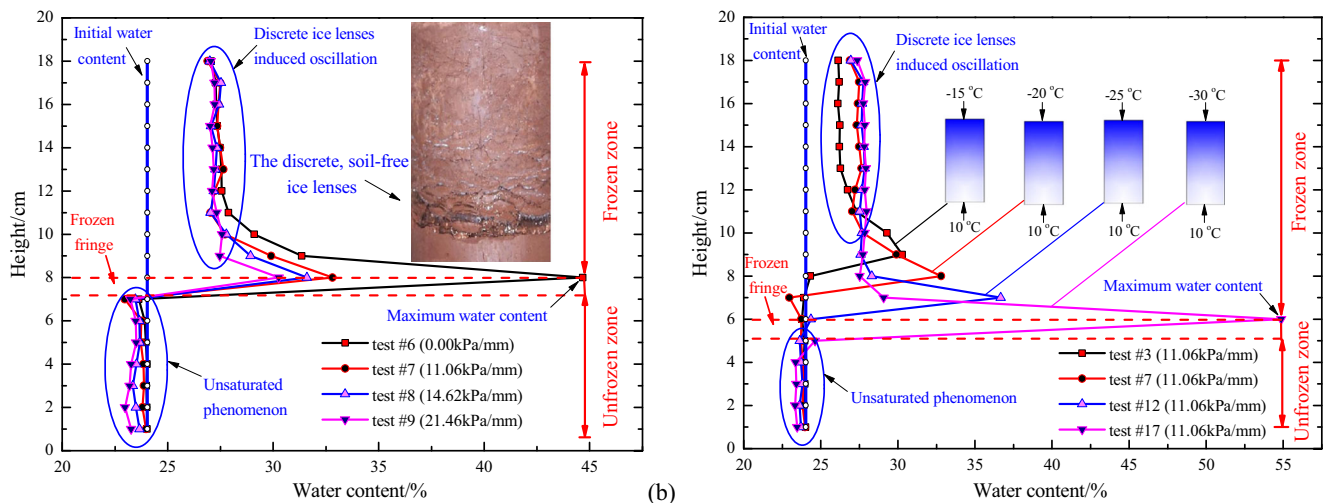 20
18
16
14
12
10
8
6
4
2
0
Height/cm
Initial water
content
Discrete ice lenses
induced oscillation
The discrete, soil-free
ice lenses
Frozen
fringe
Frozen zone
Maximum water content
Unfrozen zone
Unsaturated
phenomenon
test #6 (0.00kPa/mm)
test #7 (11.06kPa/mm)
test #8 (14.62kPa/mm)
test #9 (21.46kPa/mm)
20 25 30 35 40 45
Water content/%
(b)
20
18
16
14
12
10
8
6
4
2
0
Height/cm
Initial water
content
Discrete ice lenses
induced oscillation
-15 °C -20 °C -25 °C -30 °C
10 °C 10 °C 10 °C 10 °C
Frozen
fringe
Frozen zone
Maximum water content
Unfrozen zone
Unsaturated phenomenon
test #3 (11.06kPa/mm)
test #7 (11.06kPa/mm)
test #12 (11.06kPa/mm)
test #17 (11.06kPa/mm)
20 25 30 35 40 45 50 55
Water content/%